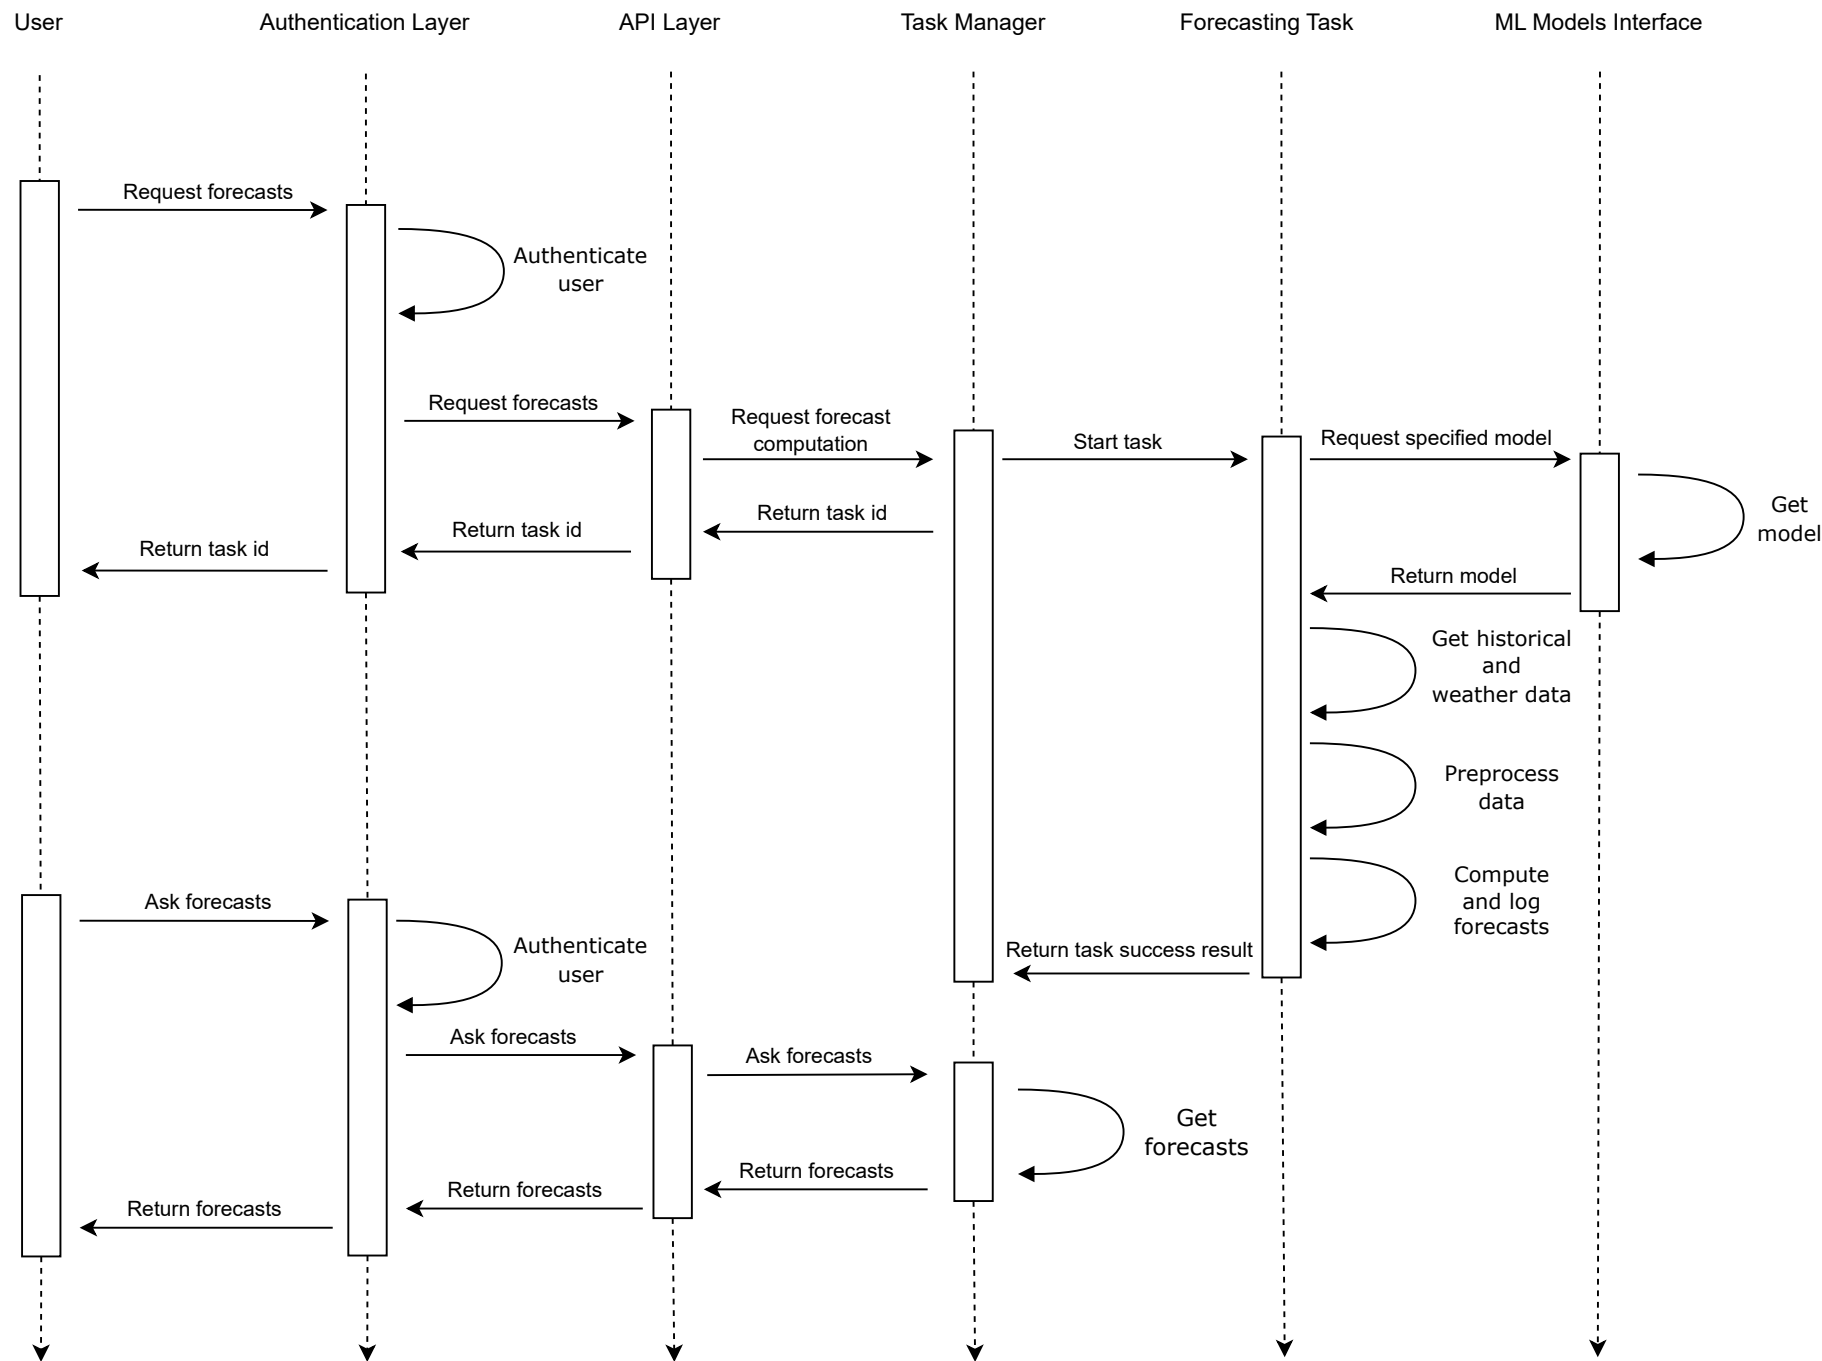 User
Authentication Layer
API Layer
Task Manager
Forecasting Task
ML Models Interface
Request forecasts
Authenticate
user
Request forecasts
Request forecast
computation
Start task
Request specified model
Get
model
Return task id
Return task id
Return task id
Return model
Get historical
and
weather data
Preprocess
data
Compute
and log
forecasts
Ask forecasts
Authenticate
user
Return task success result
Ask forecasts
Ask forecasts
Get
forecasts
Return forecasts
Return forecasts
Return forecasts